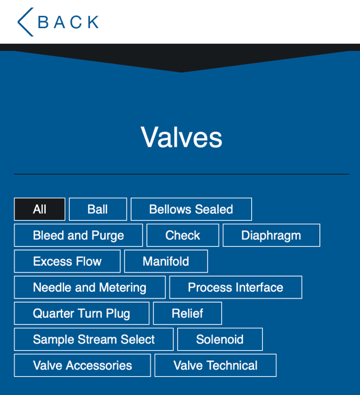 BACK
Valves
All Ball Bellows Sealed
Bleed and Purge Check Diaphragm
Excess Flow Manifold
Needle and Metering Process Interface
Quarter Turn Plug Relief
Sample Stream Select Solenoid
Valve Accessories Valve Technical